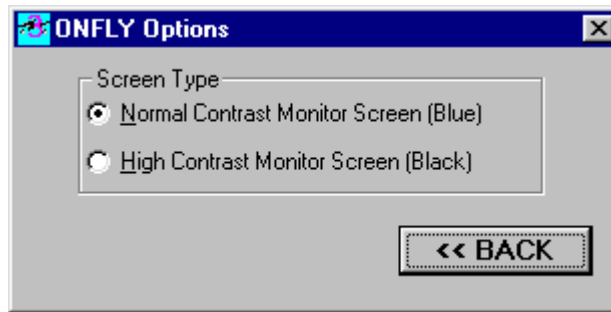 ONFLY Options
Screen Type
Normal Contrast Monitor Screen (Blue)
High Contrast Monitor Screen (Black)
<< BACK